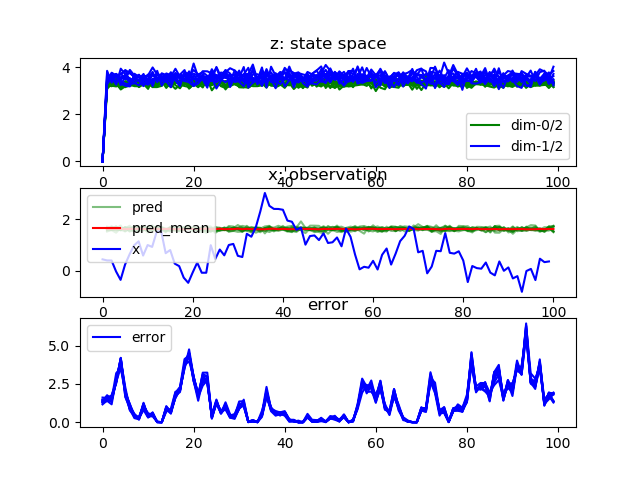 z: state space
4
2
0
dim-0/2
dim-1/2
0 20 40 60 80 100
x: observation
2
0
pred
pred_mean
x
0 20 40 60 80 100
error
5.0
2.5
0.0
error
0 20 40 60 80 100